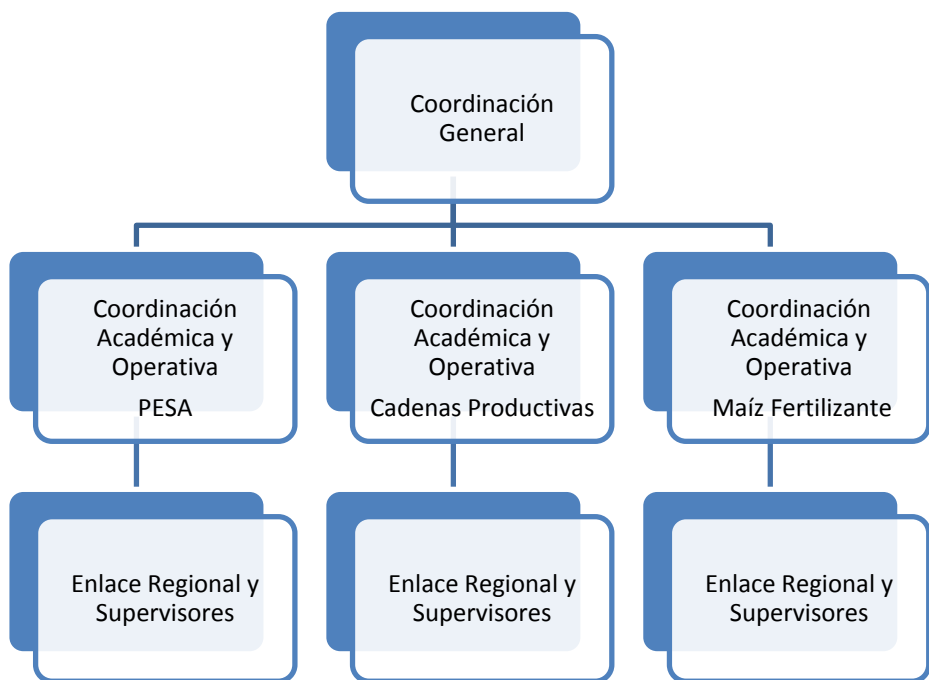 Coordinación
General
Coordinación
Académica y
Operativa
PESA
Coordinación
Académica y
Operativa
Cadenas Productivas
Coordinación
Académica y
Operativa
Maíz Fertilizante
Enlace Regional y
Supervisores
Enlace Regional y
Supervisores
Enlace Regional y
Supervisores